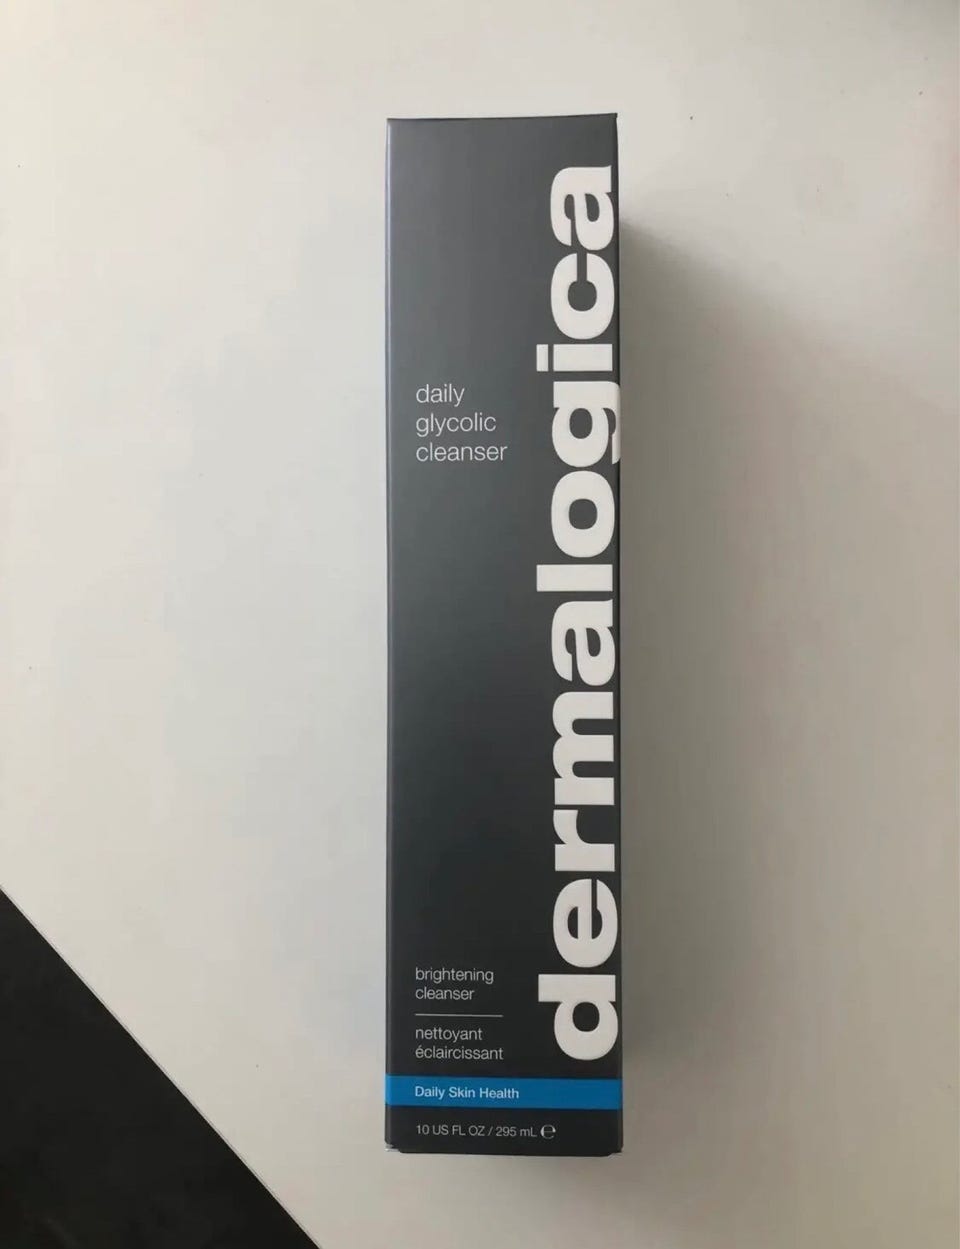 dermalogica
daily
glycolic
cleanser
brightening
cleanser
nettoyant
éclaircissant
Daily Skin Health
10 US FL OZ / 295 mL ℮